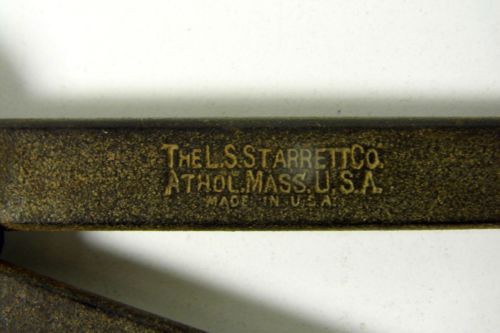 THE L.S. STARRETT CO.
ATHOL. MASS. U.S.A.
MADE IN U.S.A.